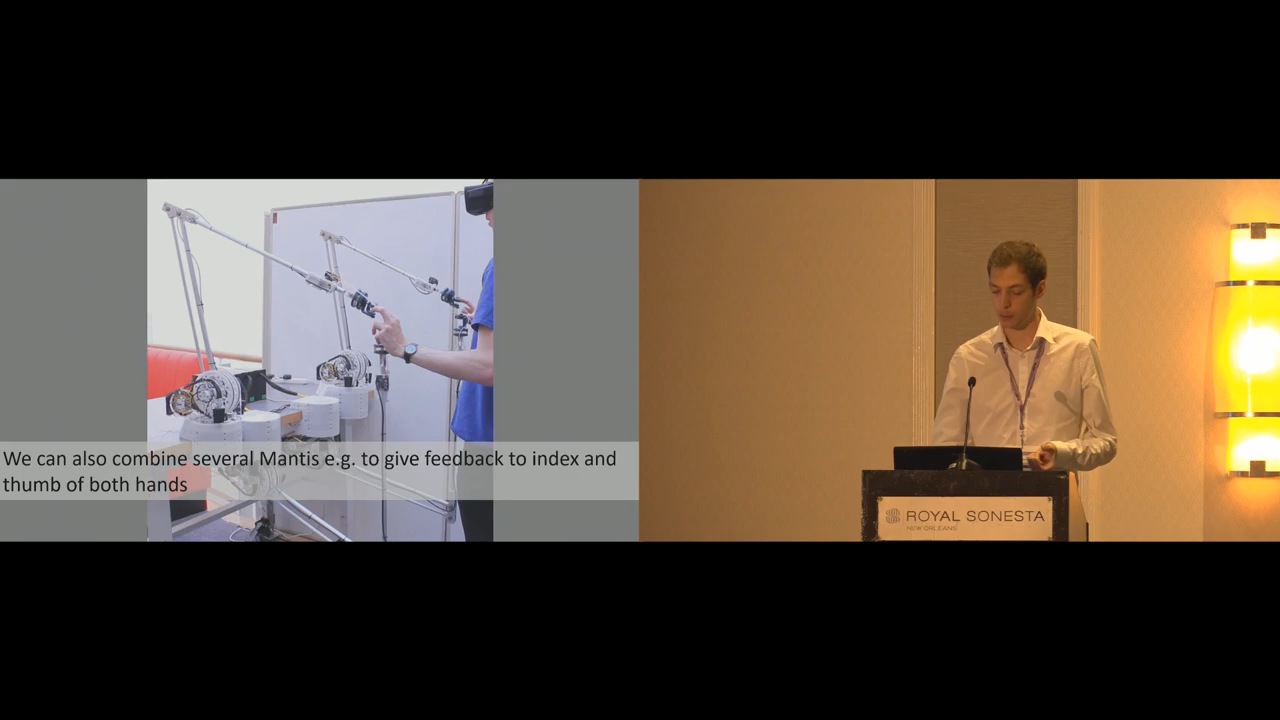 We can also combine several Mantis e.g. to give feedback to index and
thumb of both hands
ROYAL SONESTA
NEW ORLEANS